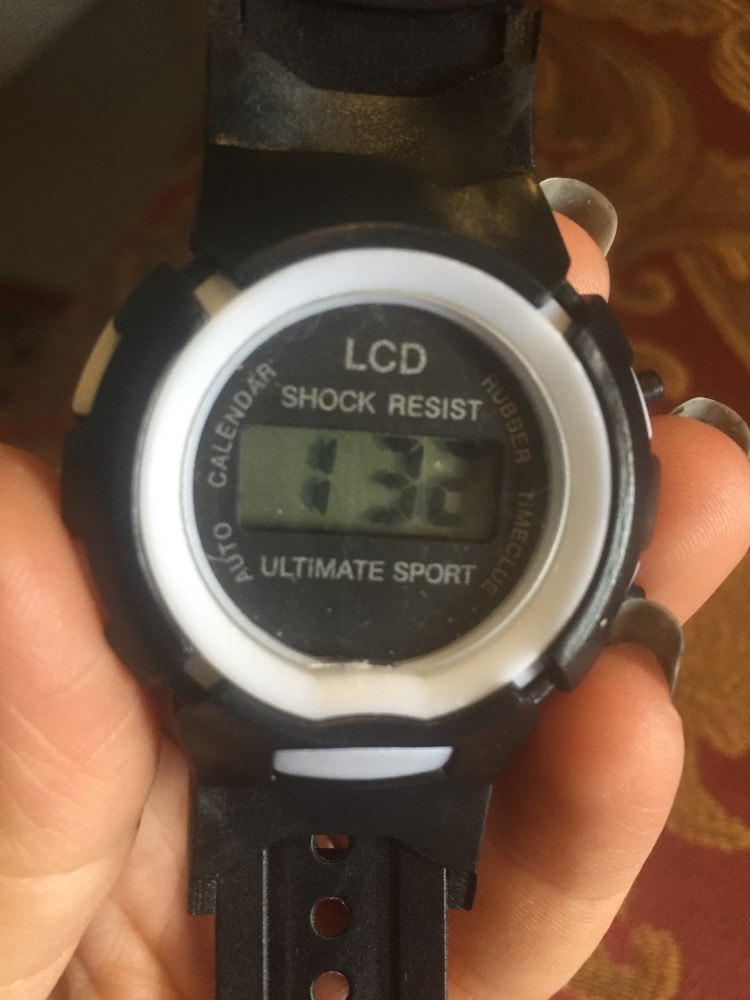 LCD
SHOCK RESIST
AUTO CALENDAR
RUBBER TIMECLUE
1 32
ULTIMATE SPORT